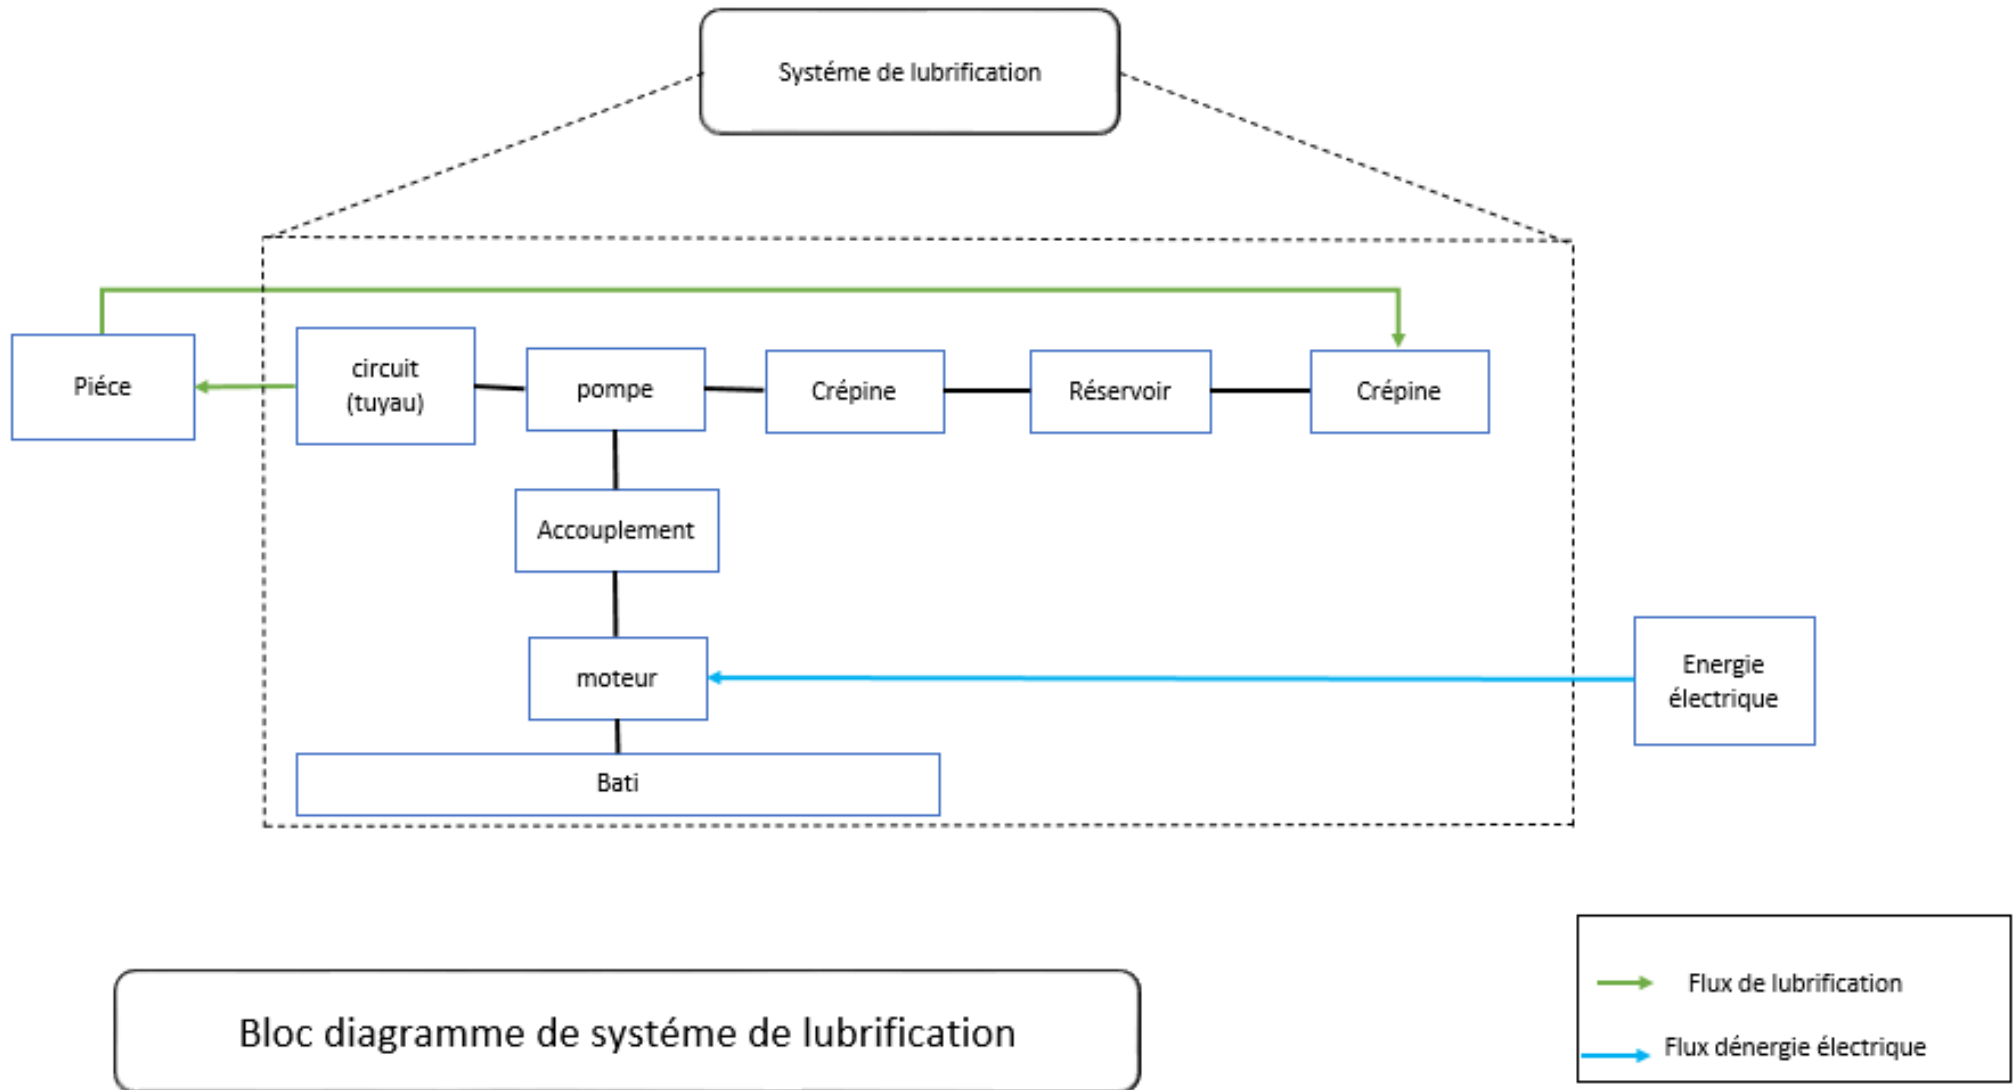 Systéme de lubrification
Piéce
circuit
(tuyau)
pompe
Crépine
Réservoir
Crépine
Accouplement
moteur
Energie
électrique
Bati
Flux de lubrification
Flux dénergie électrique
Bloc diagramme de systéme de lubrification